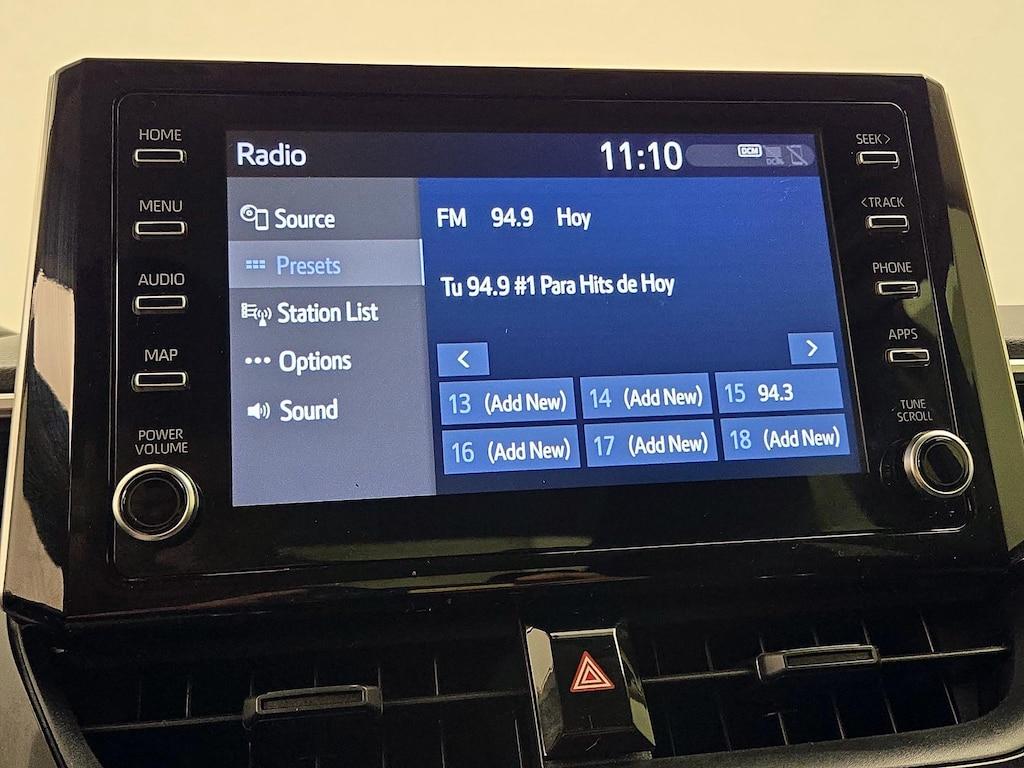 HOME
MENU
AUDIO
MAP
POWER
VOLUME
Radio
11:10
DCM
DCM
Source
Presets
Station List
Options
Sound
FM 94.9 Hoy
Tu 94.9 #1 Para Hits de Hoy
<
>
13 (Add New)
14 (Add New)
15 94.3
16 (Add New)
17 (Add New)
18 (Add New)
SEEK >
< TRACK
PHONE
APPS
TUNE
SCROLL